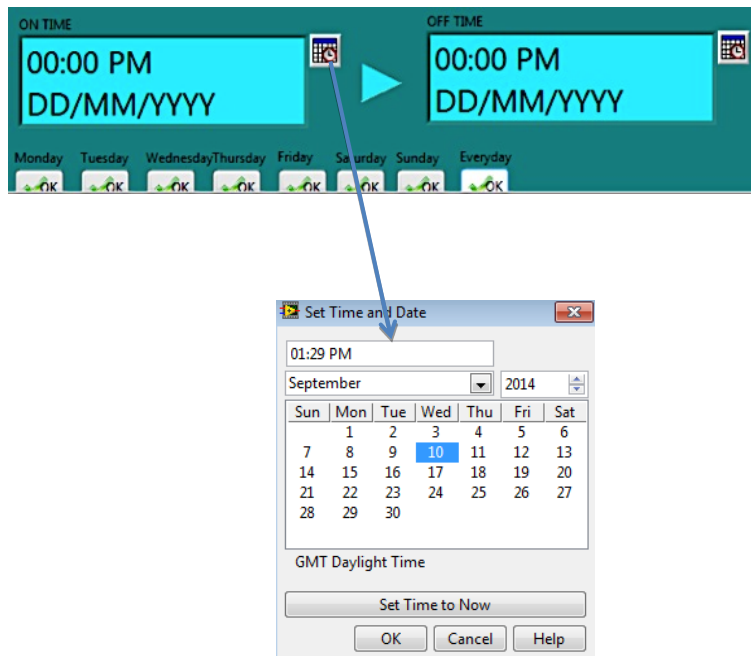 ON TIME
OFF TIME
00:00 PM
DD/MM/YYYY
00:00 PM
DD/MM/YYYY
Monday Tuesday Wednesday Thursday Friday Saturday Sunday Everyday
OK OK OK OK OK OK OK OK
Set Time and Date
01:29 PM
September 2014
Sun Mon Tue Wed Thu Fri Sat
1 2 3 4 5 6
7 8 9 10 11 12 13
14 15 16 17 18 19 20
21 22 23 24 25 26 27
28 29 30
GMT Daylight Time
Set Time to Now
OK Cancel Help